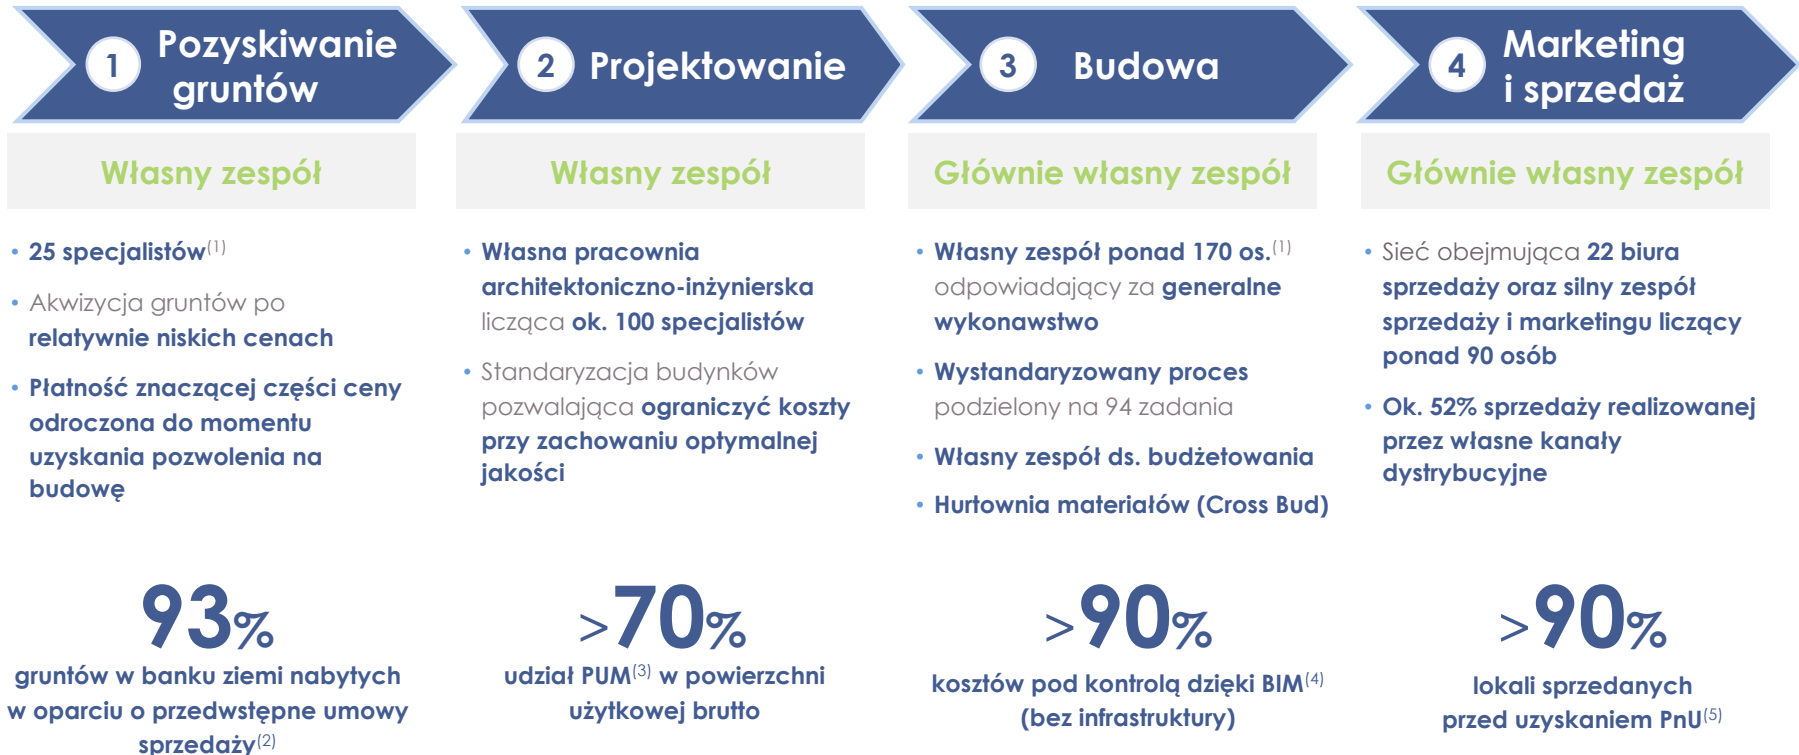 1
Pozyskiwanie
gruntów
Własny zespół
• 25 specjalistów(1)
• Akwizycja gruntów po
relatywnie niskich cenach
• Płatność znaczącej części ceny
odroczona do momentu
uzyskania pozwolenia na
budowę
93%
gruntów w banku ziemi nabytych
w oparciu o przedwstępne umowy
sprzedaży(2)
2
Projektowanie
Własny zespół
• Własna pracownia
architektoniczno-inżynierska
licząca ok. 100 specjalistów
• Standaryzacja budynków
pozwalająca ograniczyć koszty
przy zachowaniu optymalnej
jakości
>70%
udział PUM(3) w powierzchni
użytkowej brutto
3
Budowa
Głównie własny zespół
• Własny zespół ponad 170 os.(1)
odpowiadający za generalne
wykonawstwo
• Wystandaryzowany proces
podzielony na 94 zadania
• Własny zespół ds. budżetowania
• Hurtownia materiałów (Cross Bud)
>90%
kosztów pod kontrolą dzięki BIM(4)
(bez infrastruktury)
4
Marketing
i sprzedaż
Głównie własny zespół
• Sieć obejmująca 22 biura
sprzedaży oraz silny zespół
sprzedaży i marketingu liczący
ponad 90 osób
• Ok. 52% sprzedaży realizowanej
przez własne kanały
dystrybucyjne
>90%
lokali sprzedanych
przed uzyskaniem PnU(5)